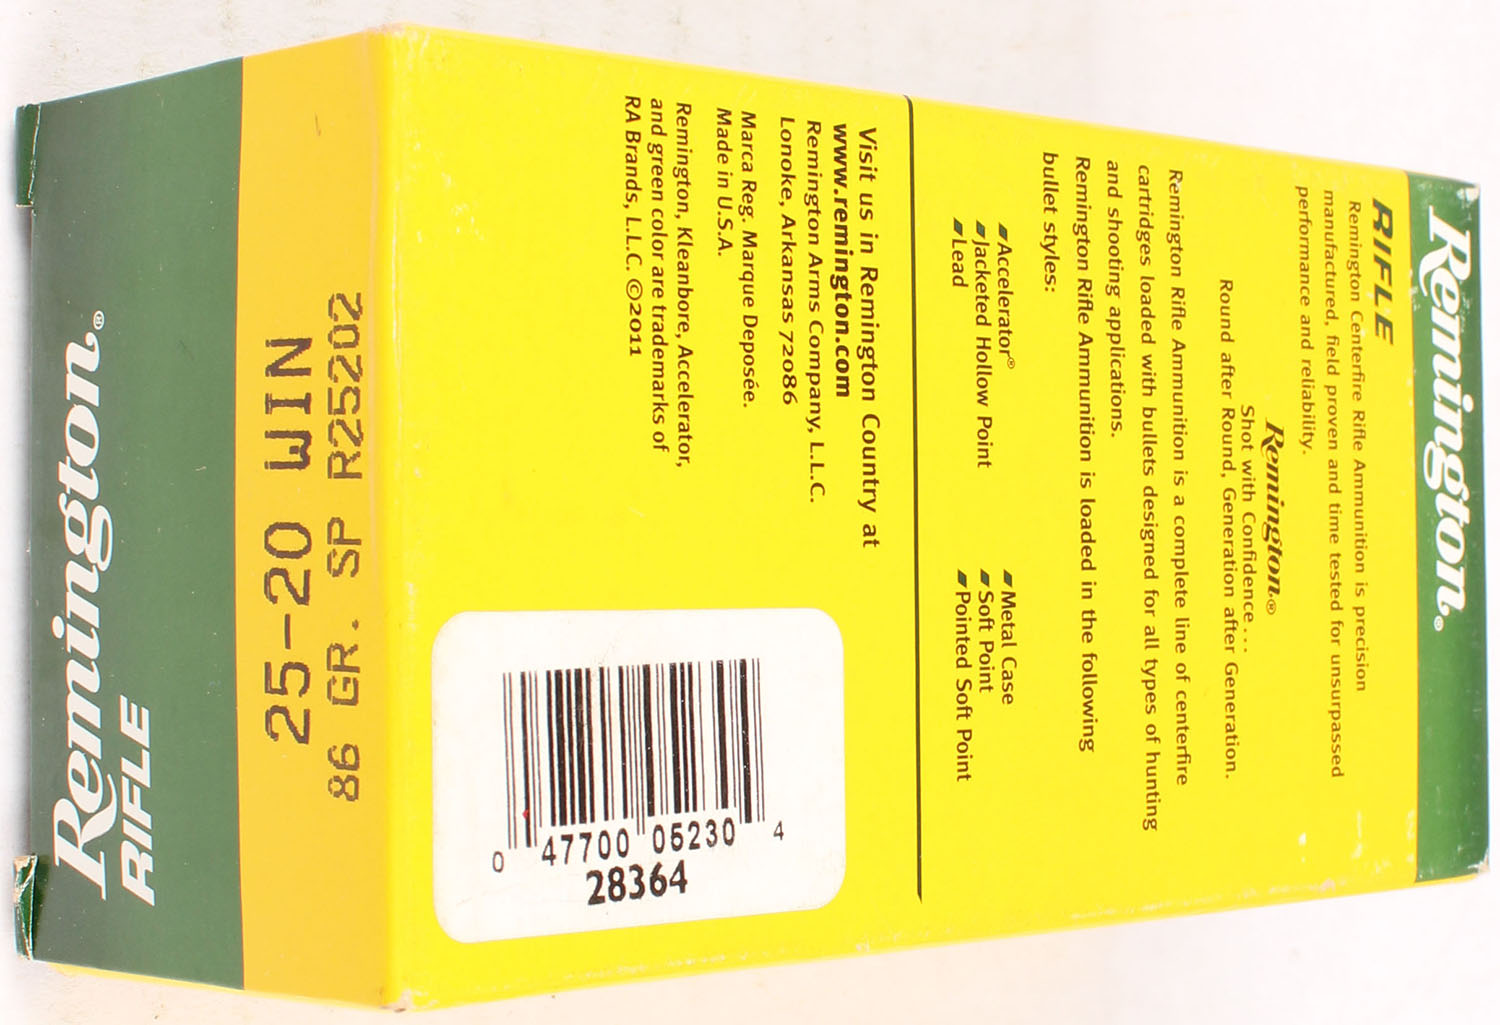 Remington®
RIFLE
Remington Centerfire Rifle Ammunition is precision
manufactured, field proven and time tested for unsurpassed
performance and reliability.
Remington®
Shot with Confidence...
Round after Round, Generation after Generation.
Remington Rifle Ammunition is a complete line of centerfire
cartridges loaded with bullets designed for all types of hunting
and shooting applications.
Remington Rifle Ammunition is loaded in the following
bullet styles:
Accelerator®
Jacketed Hollow Point
Lead
Metal Case
Soft Point
Pointed Soft Point
Visit us in Remington Country at
www.remington.com
Remington Arms Company, L.L.C.
Lonoke, Arkansas 72086
Marca Reg. Marque Deposée.
Made in U.S.A.
Remington, Kleanbore, Accelerator,
and green color are trademarks of
RA Brands, L.L.C. ©2011
0 47700 05230 4
28364
25-20 WIN
86 GR. SP R25202
Remington®
RIFLE